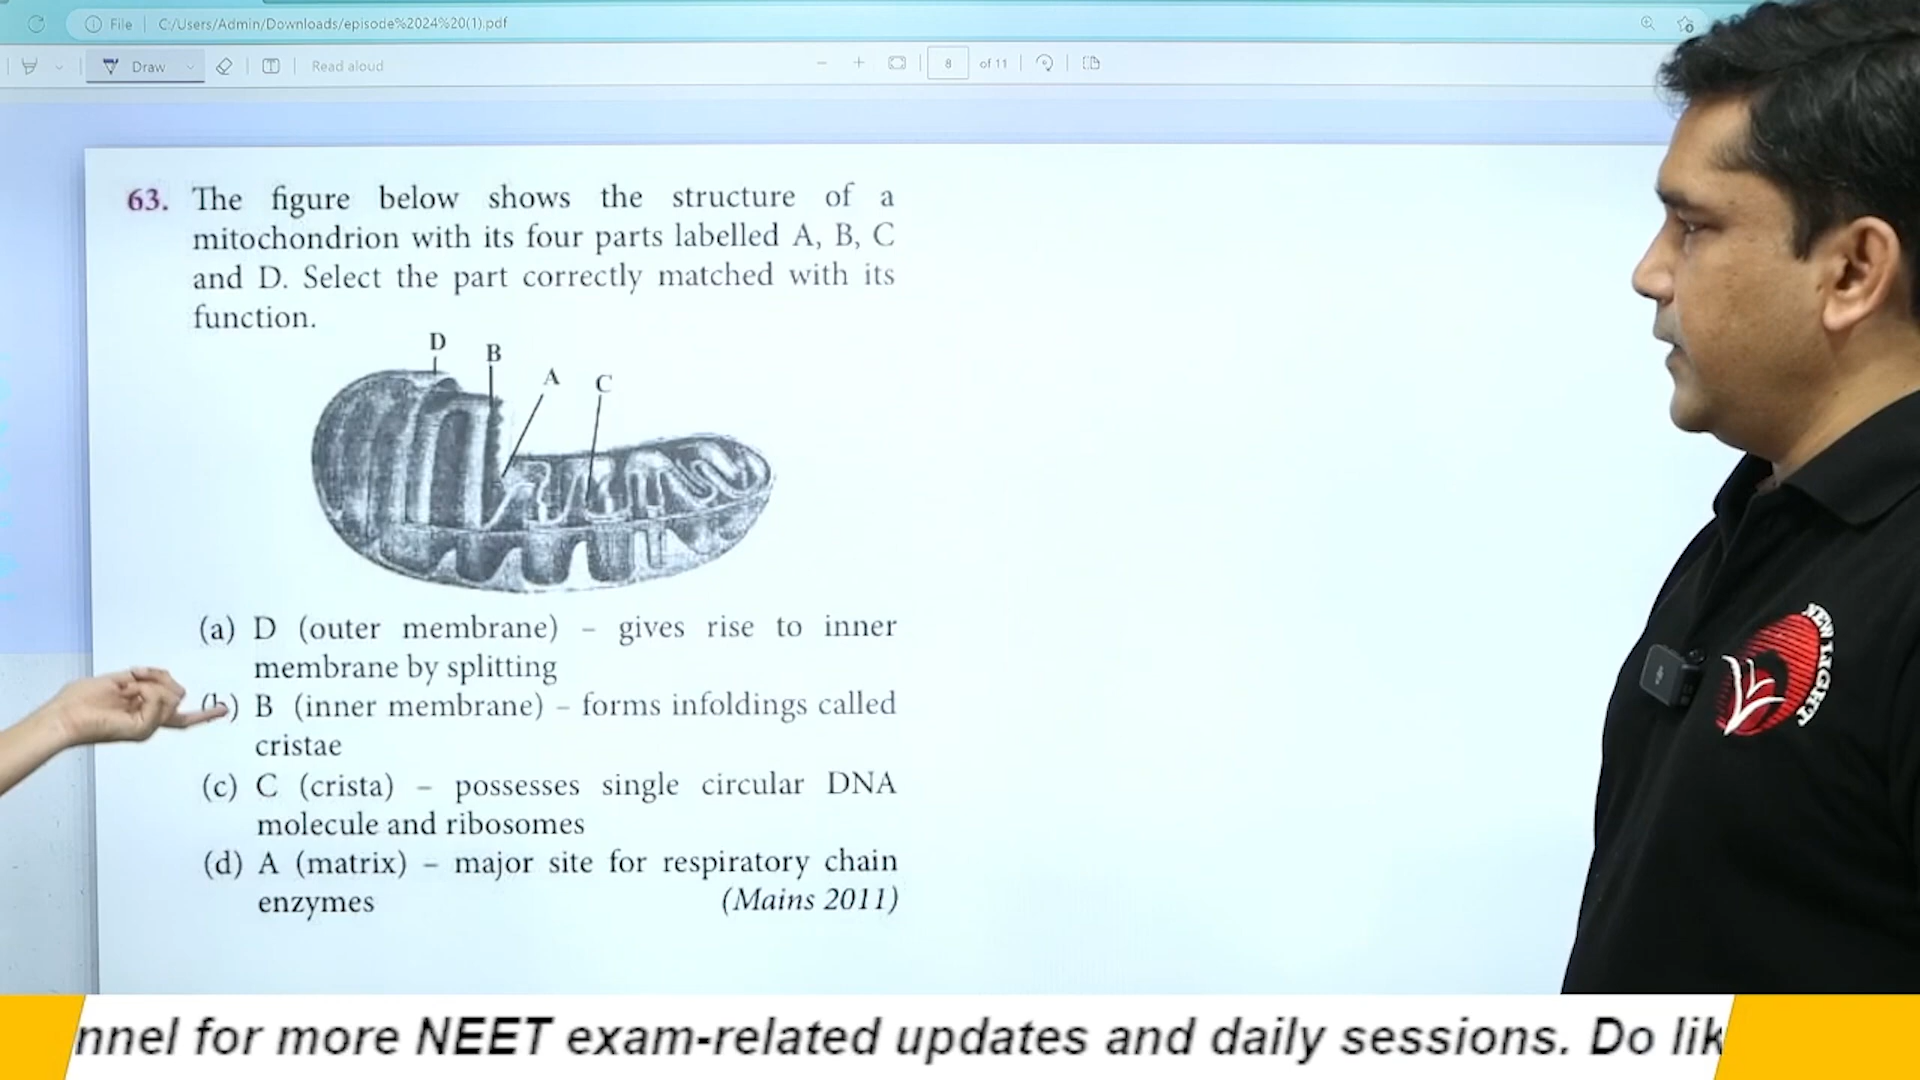 File
C:/Users/Admin/Downloads/episode%2024%20(1).pdf
Draw
Read aloud
8 of 11
63. The figure below shows the structure of a
mitochondrion with its four parts labelled A, B, C
and D. Select the part correctly matched with its
function.
D
B
A
C
(a) D (outer membrane) – gives rise to inner
membrane by splitting
(b) B (inner membrane) – forms infoldings called
cristae
(c) C (crista) – possesses single circular DNA
molecule and ribosomes
(d) A (matrix) – major site for respiratory chain
enzymes (Mains 2011)
NEW LIGHT
nnel for more NEET exam-related updates and daily sessions. Do lik